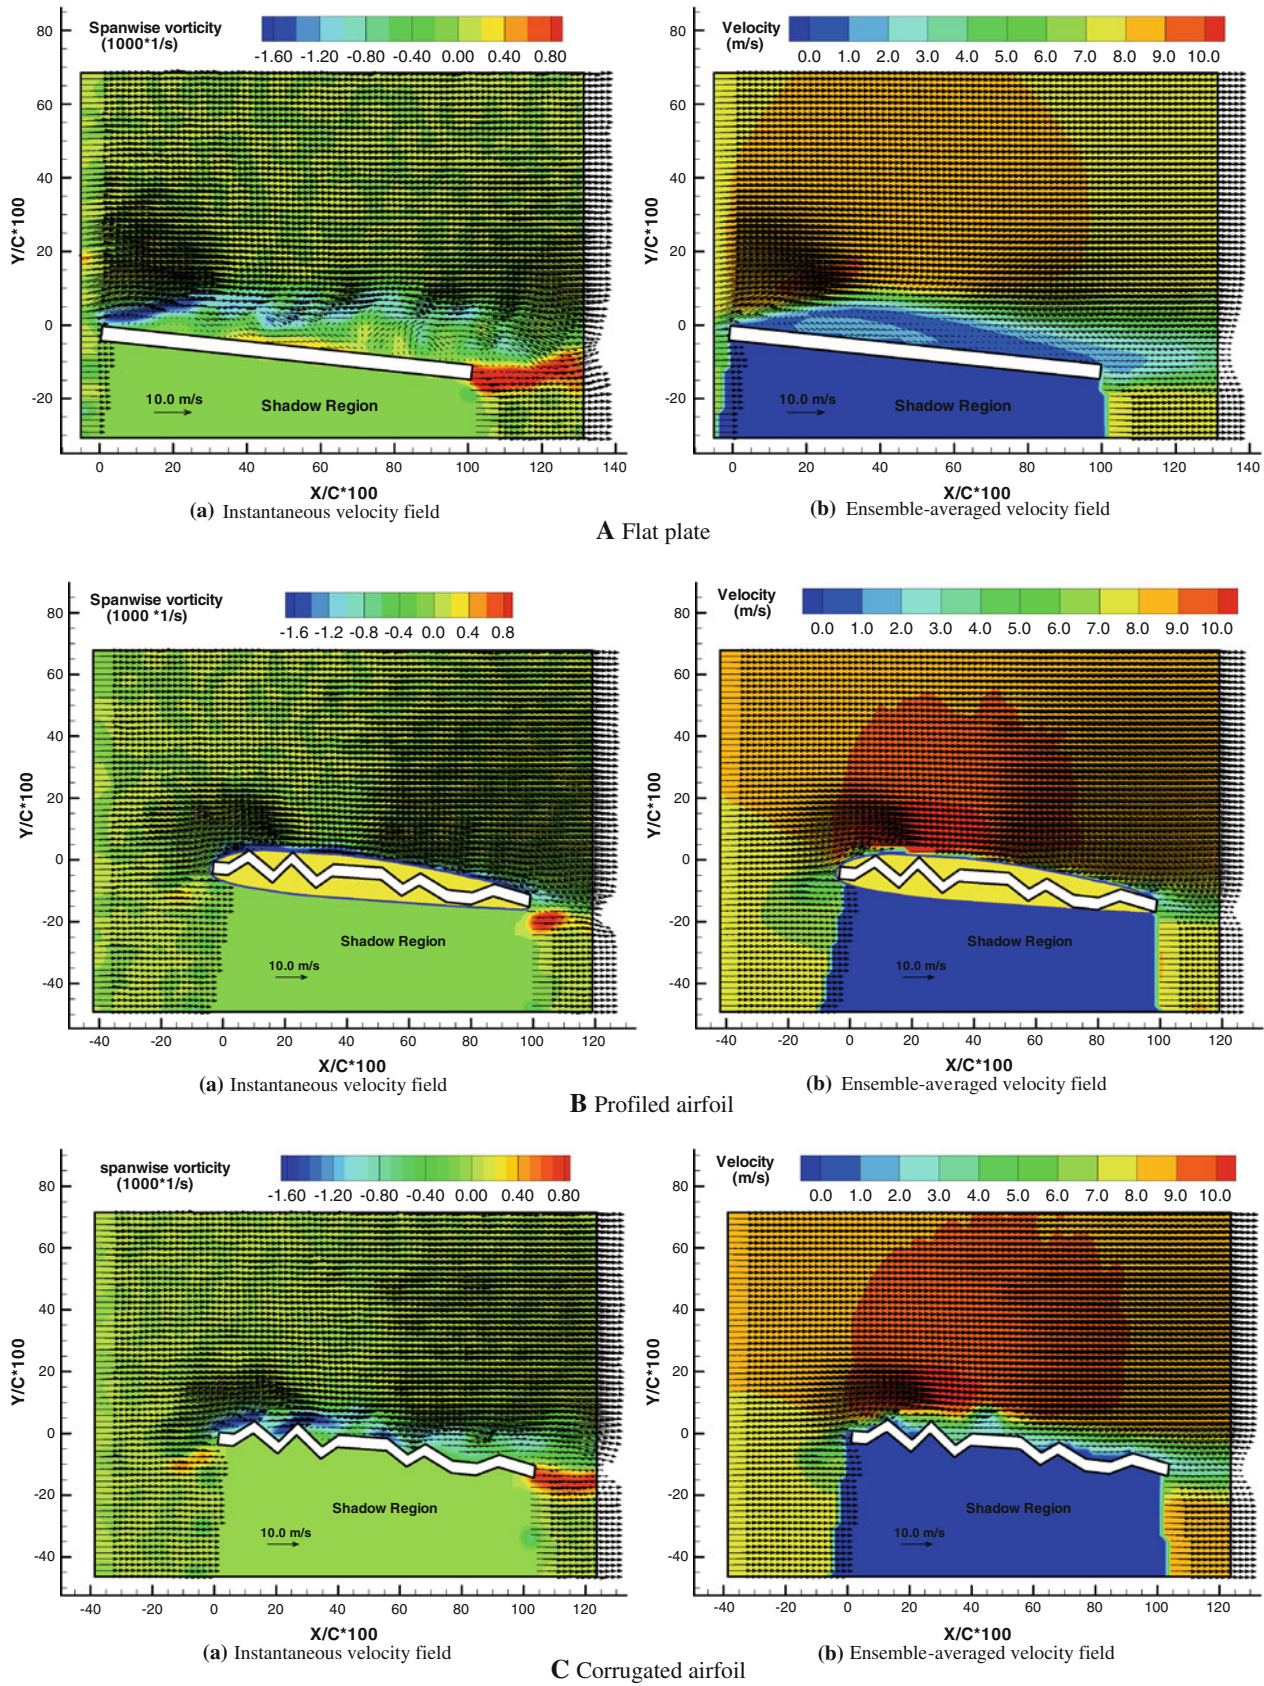 Spanwise vorticity
(1000*1/s)
-1.60 -1.20 -0.80 -0.40 0.00 0.40 0.80
80
60
40
20
0
-20
Y/C*100
10.0 m/s
Shadow Region
0 20 40 60 80 100 120 140
X/C*100
(a) Instantaneous velocity field
Velocity
(m/s)
0.0 1.0 2.0 3.0 4.0 5.0 6.0 7.0 8.0 9.0 10.0
80
60
40
20
0
-20
Y/C*100
10.0 m/s
Shadow Region
0 20 40 60 80 100 120 140
X/C*100
(b) Ensemble-averaged velocity field
A Flat plate
Spanwise vorticity
(1000 *1/s)
-1.6 -1.2 -0.8 -0.4 0.0 0.4 0.8
80
60
40
20
0
-20
-40
Y/C*100
Shadow Region
10.0 m/s
-40 -20 0 20 40 60 80 100 120
X/C*100
(a) Instantaneous velocity field
Velocity
(m/s)
0.0 1.0 2.0 3.0 4.0 5.0 6.0 7.0 8.0 9.0 10.0
80
60
40
20
0
-20
-40
Y/C*100
Shadow Region
10.0 m/s
-40 -20 0 20 40 60 80 100 120
X/C*100
(b) Ensemble-averaged velocity field
B Profiled airfoil
spanwise vorticity
(1000*1/s)
-1.60 -1.20 -0.80 -0.40 0.00 0.40 0.80
80
60
40
20
0
-20
-40
Y/C*100
Shadow Region
10.0 m/s
-40 -20 0 20 40 60 80 100 120
X/C*100
(a) Instantaneous velocity field
Velocity
(m/s)
0.0 1.0 2.0 3.0 4.0 5.0 6.0 7.0 8.0 9.0 10.0
80
60
40
20
0
-20
-40
Y/C*100
Shadow Region
10.0 m/s
-40 -20 0 20 40 60 80 100 120
X/C*100
(b) Ensemble-averaged velocity field
C Corrugated airfoil